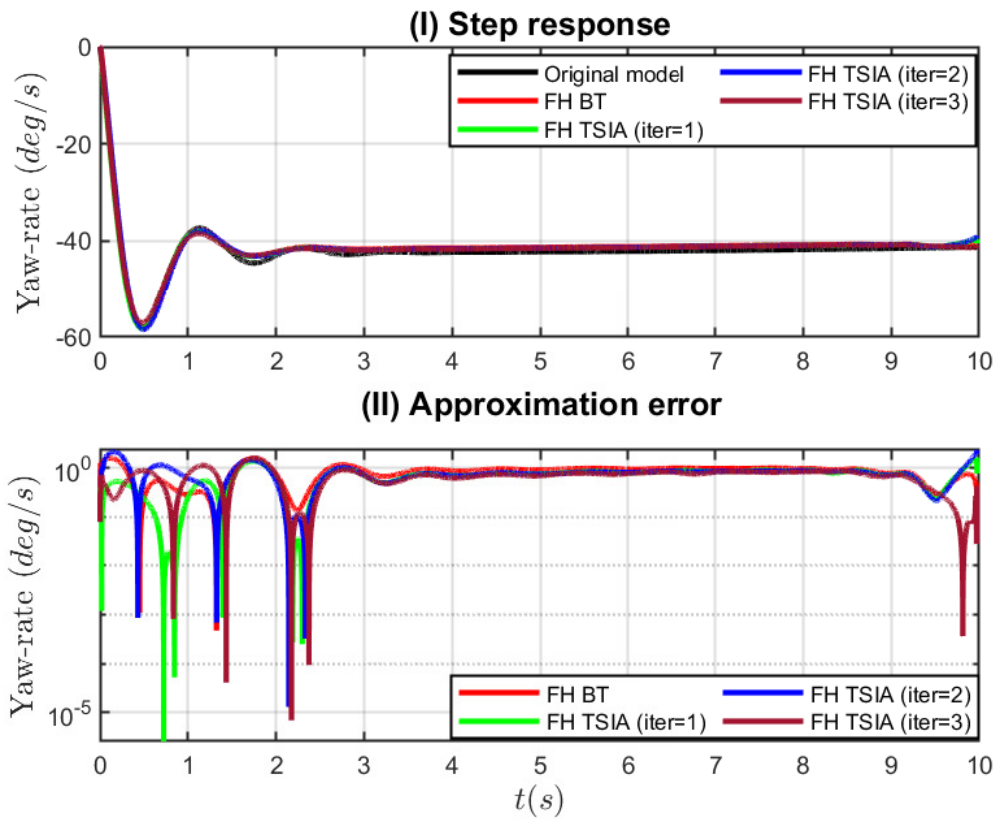 (I) Step response
Yaw-rate (deg/s)
0
-20
-40
-60
Original model
FH BT
FH TSIA (iter=1)
FH TSIA (iter=2)
FH TSIA (iter=3)
0 1 2 3 4 5 6 7 8 9 10
(II) Approximation error
Yaw-rate (deg/s)
10^0
10^-5
FH BT
FH TSIA (iter=1)
FH TSIA (iter=2)
FH TSIA (iter=3)
0 1 2 3 4 5 6 7 8 9 10
t(s)